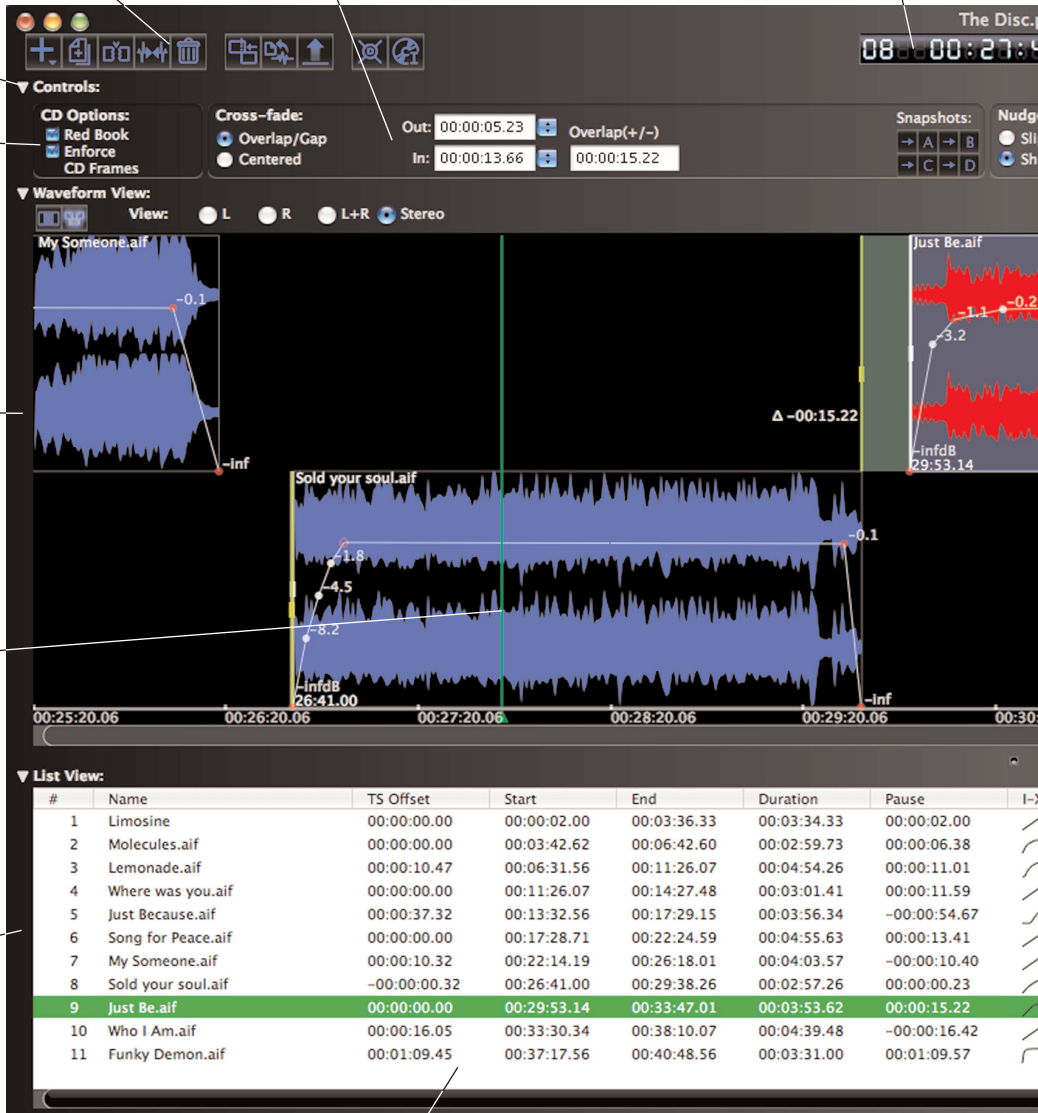 The Disc.
08 00:27:4
Controls:
CD Options:
Red Book
Enforce
CD Frames
Cross-fade:
Overlap/Gap
Centered
Out: 00:00:05.23
In: 00:00:13.66
Overlap(+/-)
00:00:15.22
Snapshots:
A B
C D
Nudg
Sli
Sh
Waveform View:
View: L R L+R Stereo
My Someone.aif
-0.1
-inf
Just Be.aif
-0.2
-1.1
-3.2
Δ -00:15.22
-infdB
29:53.14
Sold your soul.aif
-0.1
-1.8
-4.5
-8.2
-infdB
26:41.00
-inf
00:25:20.06 00:26:20.06 00:27:20.06 00:28:20.06 00:29:20.06 00:30:
List View:
# Name TS Offset Start End Duration Pause I-X
1 Limosine 00:00:00.00 00:00:02.00 00:03:36.33 00:03:34.33 00:00:02.00
2 Molecules.aif 00:00:00.00 00:03:42.62 00:06:42.60 00:02:59.73 00:00:06.38
3 Lemonade.aif 00:00:10.47 00:06:31.56 00:11:26.07 00:04:54.26 00:00:11.01
4 Where was you.aif 00:00:00.00 00:11:26.07 00:14:27.48 00:03:01.41 00:00:11.59
5 Just Because.aif 00:00:37.32 00:13:32.56 00:17:29.15 00:03:56.34 -00:00:54.67
6 Song for Peace.aif 00:00:00.00 00:17:28.71 00:22:24.59 00:04:55.63 00:00:13.41
7 My Someone.aif 00:00:10.32 00:22:14.19 00:26:18.01 00:04:03.57 -00:00:10.40
8 Sold your soul.aif -00:00:00.32 00:26:41.00 00:29:38.26 00:02:57.26 00:00:00.23
9 Just Be.aif 00:00:00.00 00:29:53.14 00:33:47.01 00:03:53.62 00:00:15.22
10 Who I Am.aif 00:00:16.05 00:33:30.34 00:38:10.07 00:04:39.48 -00:00:16.42
11 Funky Demon.aif 00:01:09.45 00:37:17.56 00:40:48.56 00:03:31.00 00:01:09.57